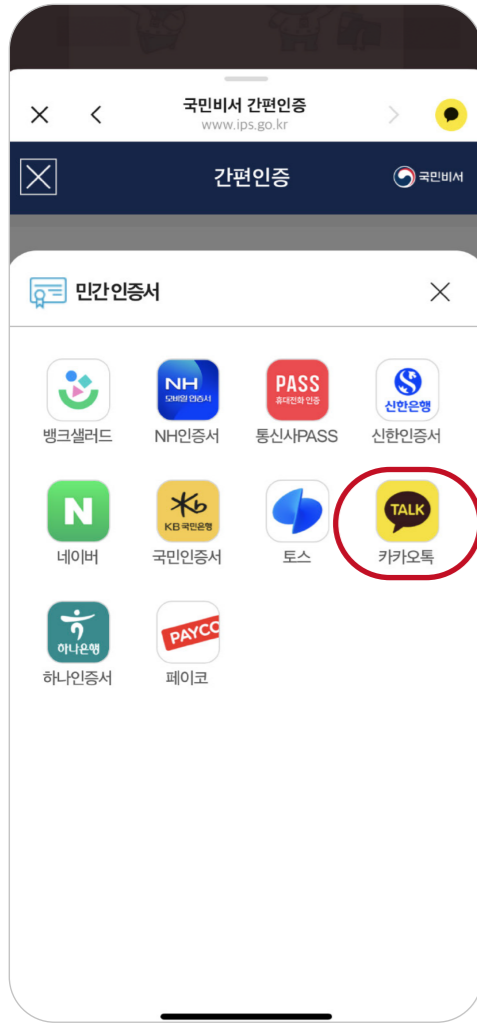 국민비서 간편인증
www.ips.go.kr
간편인증
국민비서
민간인증서
NH
모바일 인증서
PASS
휴대전화 인증
신한은행
뱅크샐러드
NH인증서
통신사PASS
신한인증서
N
KB 국민은행
TALK
네이버
국민인증서
토스
카카오톡
하나은행
PAYCO
하나인증서
페이코